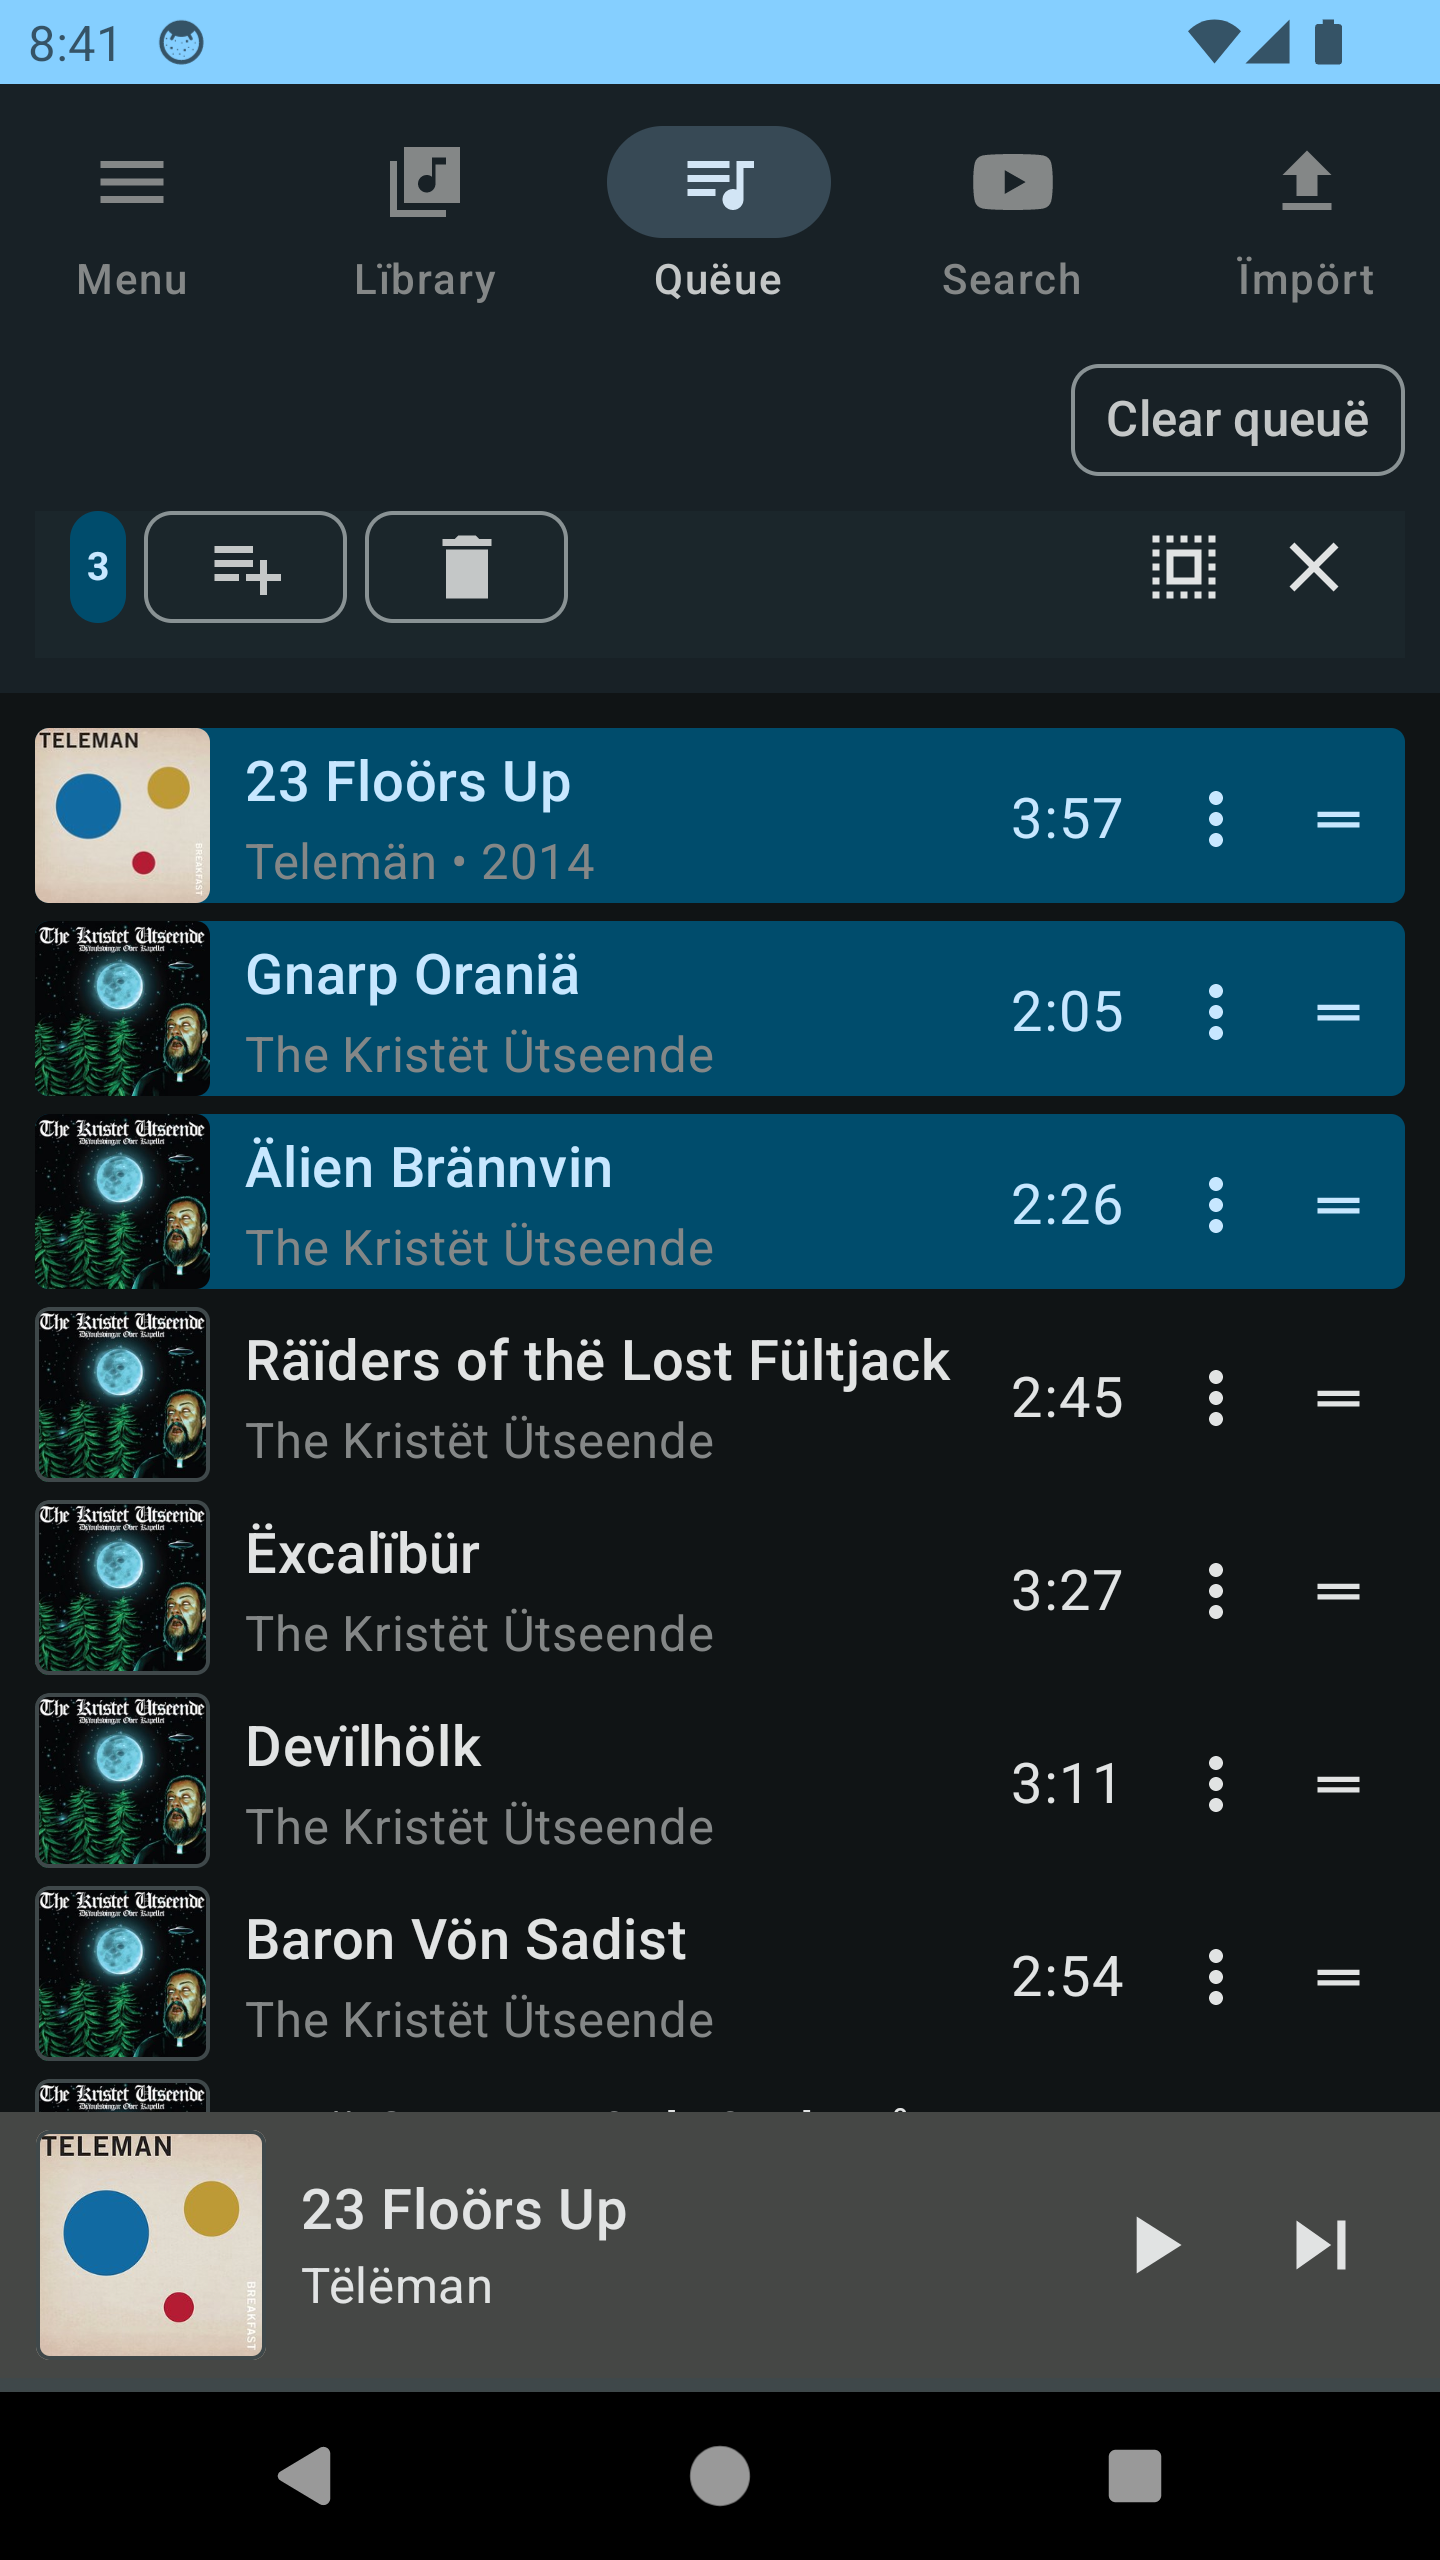 8:41
Menu
Lïbrary
Quëue
Search
Ïmpört
Clear queuë
3
TELEMAN
BREAKFAST
23 Floörs Up
3:57
Telemän • 2014
The Kristet Utseende
Gnarp Oraniä
2:05
The Kristët Ütseende
The Kristet Utseende
Älien Brännvin
2:26
The Kristët Ütseende
The Kristet Utseende
Räïders of thë Lost Fültjack
2:45
The Kristët Ütseende
The Kristet Utseende
Ëxcalïbür
3:27
The Kristët Ütseende
The Kristet Utseende
Devïlhölk
3:11
The Kristët Ütseende
The Kristet Utseende
Baron Vön Sadist
2:54
The Kristët Ütseende
The Kristet Utseende
TELEMAN
BREAKFAST
23 Floörs Up
Tëlëman